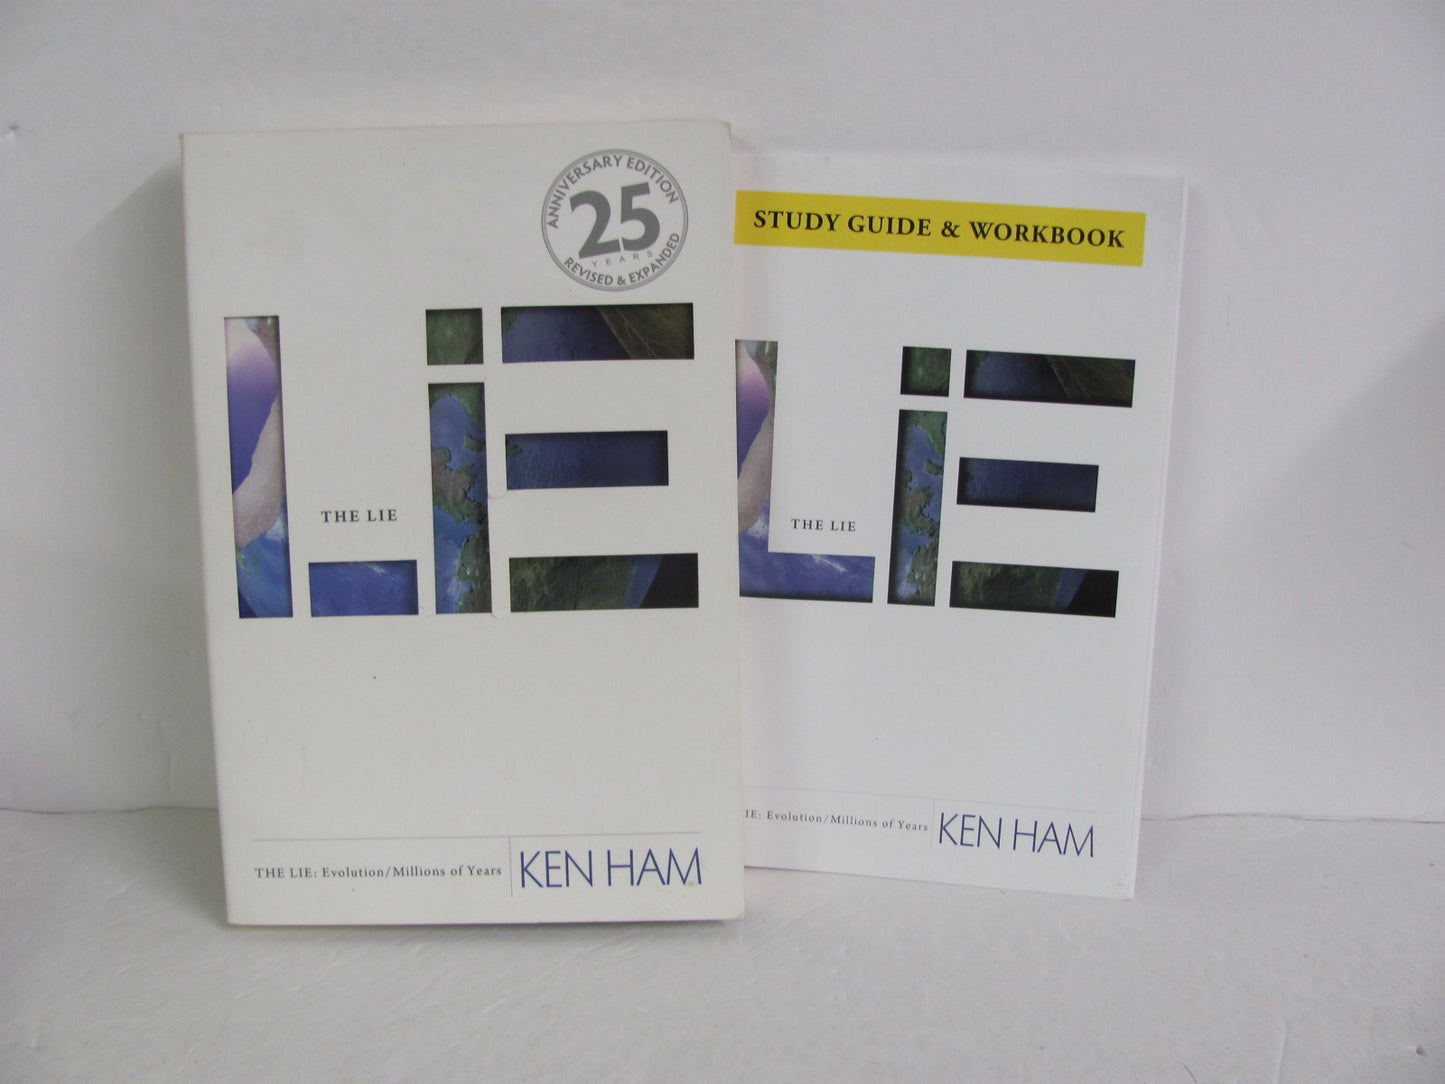 ANNIVERSARY EDITION
25
YEARS
REVISED & EXPANDED
LiE
THE LIE
THE LIE: Evolution/Millions of Years
KEN HAM
STUDY GUIDE & WORKBOOK
LiE
THE LIE
IE: Evolution/Millions of Years
KEN HAM